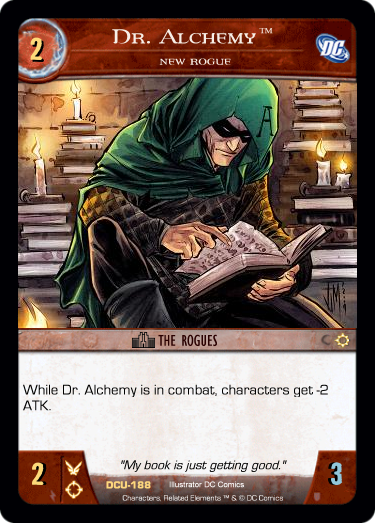 2
DR. ALCHEMY™
DC
NEW ROGUE
A
THE ROGUES
While Dr. Alchemy is in combat, characters get -2
ATK.
"My book is just getting good."
2
3
DCU-188 Illustrator DC Comics
Characters, Related Elements ™ & © DC Comics